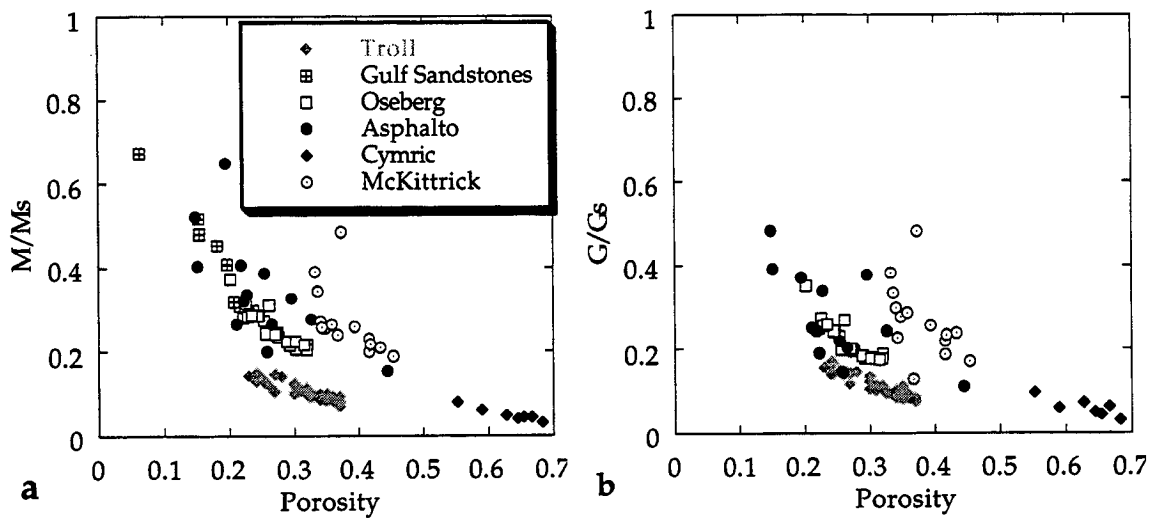 1
0.8
0.6
0.4
0.2
0
M/Ms
Troll
Gulf Sandstones
Oseberg
Asphalto
Cymric
McKittrick
0 0.1 0.2 0.3 0.4 0.5 0.6 0.7
Porosity
a
1
0.8
0.6
0.4
0.2
0
G/Gs
0 0.1 0.2 0.3 0.4 0.5 0.6 0.7
Porosity
b